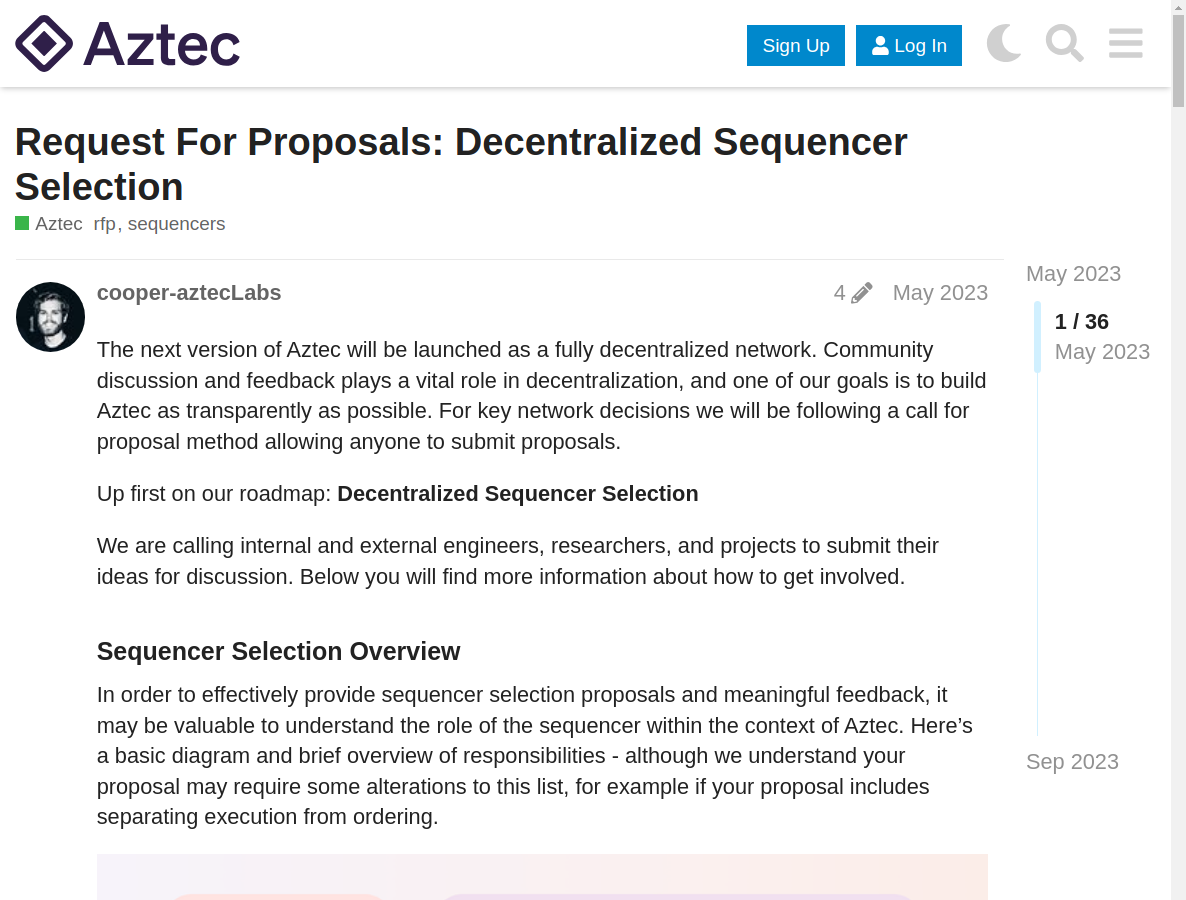 Aztec
Sign Up
Log In
Request For Proposals: Decentralized Sequencer
Selection
Aztec rfp, sequencers
cooper-aztecLabs
4
May 2023
The next version of Aztec will be launched as a fully decentralized network. Community
discussion and feedback plays a vital role in decentralization, and one of our goals is to build
Aztec as transparently as possible. For key network decisions we will be following a call for
proposal method allowing anyone to submit proposals.
Up first on our roadmap: Decentralized Sequencer Selection
We are calling internal and external engineers, researchers, and projects to submit their
ideas for discussion. Below you will find more information about how to get involved.
Sequencer Selection Overview
In order to effectively provide sequencer selection proposals and meaningful feedback, it
may be valuable to understand the role of the sequencer within the context of Aztec. Here’s
a basic diagram and brief overview of responsibilities - although we understand your
proposal may require some alterations to this list, for example if your proposal includes
separating execution from ordering.
May 2023
1 / 36
May 2023
Sep 2023